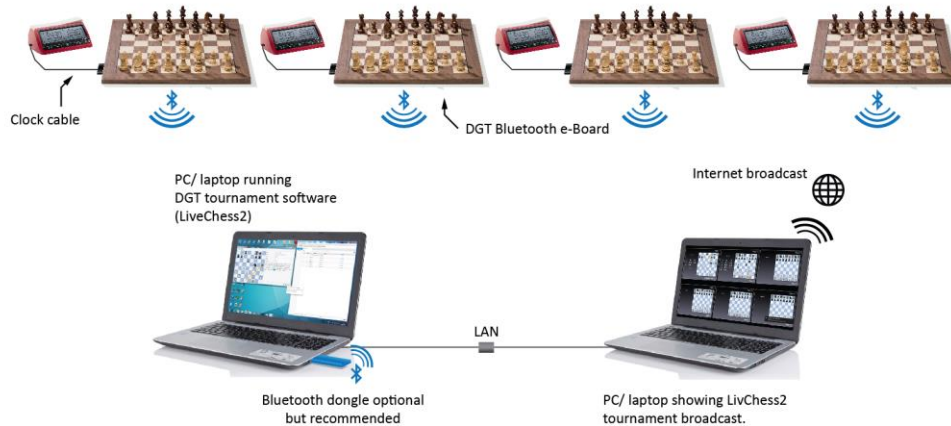 Clock cable
DGT Bluetooth e-Board
PC/ laptop running
DGT tournament software
(LiveChess2)
Internet broadcast
LAN
Bluetooth dongle optional
but recommended
PC/ laptop showing LivChess2
tournament broadcast.